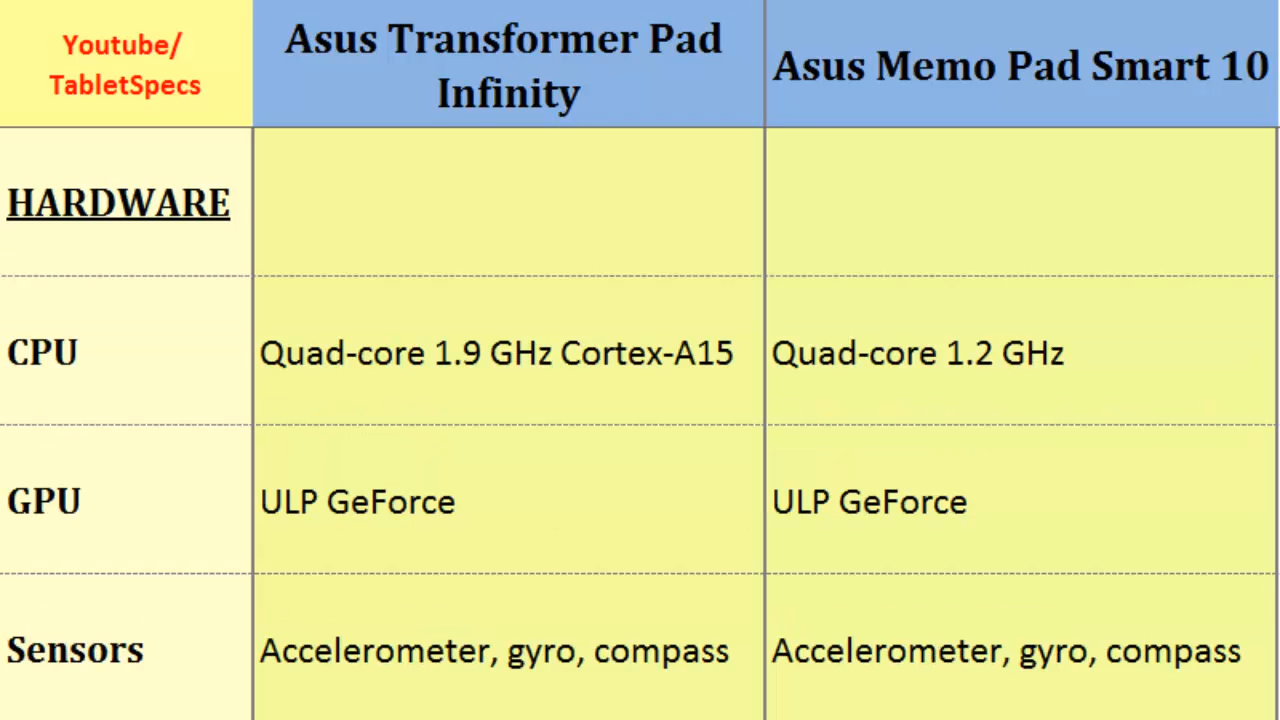 Youtube/
TabletSpecs
Asus Transformer Pad
Infinity
Asus Memo Pad Smart 10
HARDWARE
CPU
Quad-core 1.9 GHz Cortex-A15
Quad-core 1.2 GHz
GPU
ULP GeForce
ULP GeForce
Sensors
Accelerometer, gyro, compass
Accelerometer, gyro, compass